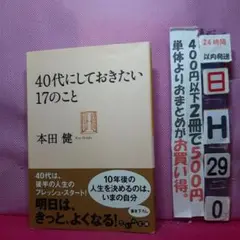 40代にしておきたい
17のこと
本田 健
40代は、
後半の人生の
フレッシュ・スタート!
明日は、
きっと、よくなる!
10年後の
人生を決めるのは、
いまの自分
書き下ろし
400円以下2冊で500円
単体よりおまとめがお買い得。
24時間
以内発送
日
H
29
0